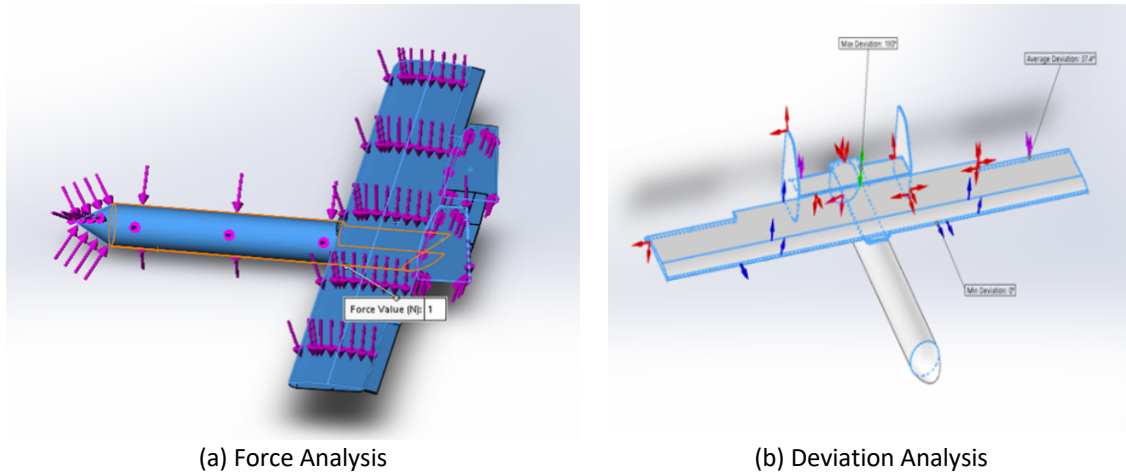 Max Deviation: 180°
Average Deviation: 37.4°
Force Value (N): 1
Min Deviation: 0°
(a) Force Analysis
(b) Deviation Analysis